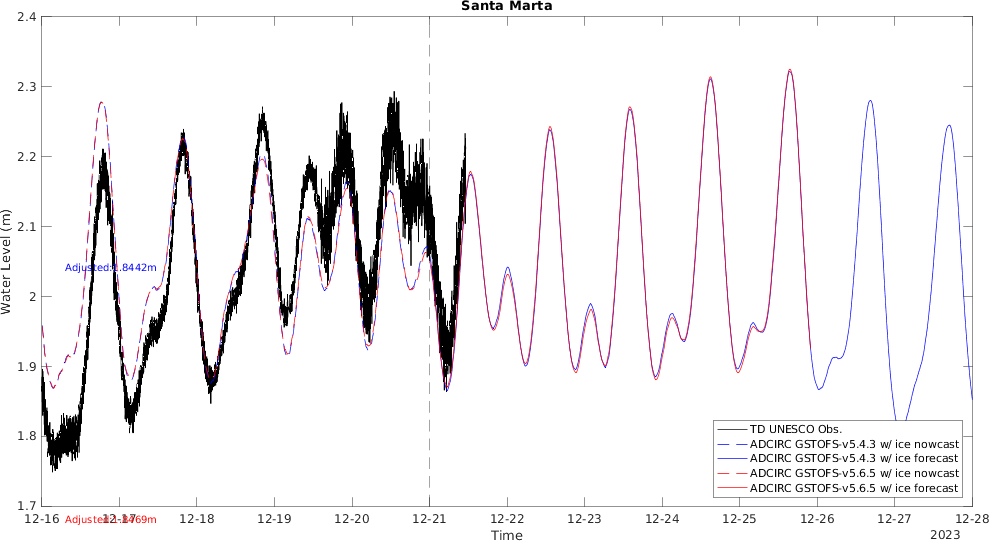 Santa Marta
2.4
2.3
2.2
2.1
2
1.9
1.8
1.7
Water Level (m)
Adjusted:1.8442m
TD UNESCO Obs.
ADCIRC GSTOFS-v5.4.3 w/ ice nowcast
ADCIRC GSTOFS-v5.4.3 w/ ice forecast
ADCIRC GSTOFS-v5.6.5 w/ ice nowcast
ADCIRC GSTOFS-v5.6.5 w/ ice forecast
12-16 12-17 12-18 12-19 12-20 12-21 12-22 12-23 12-24 12-25 12-26 12-27 12-28
Time
2023